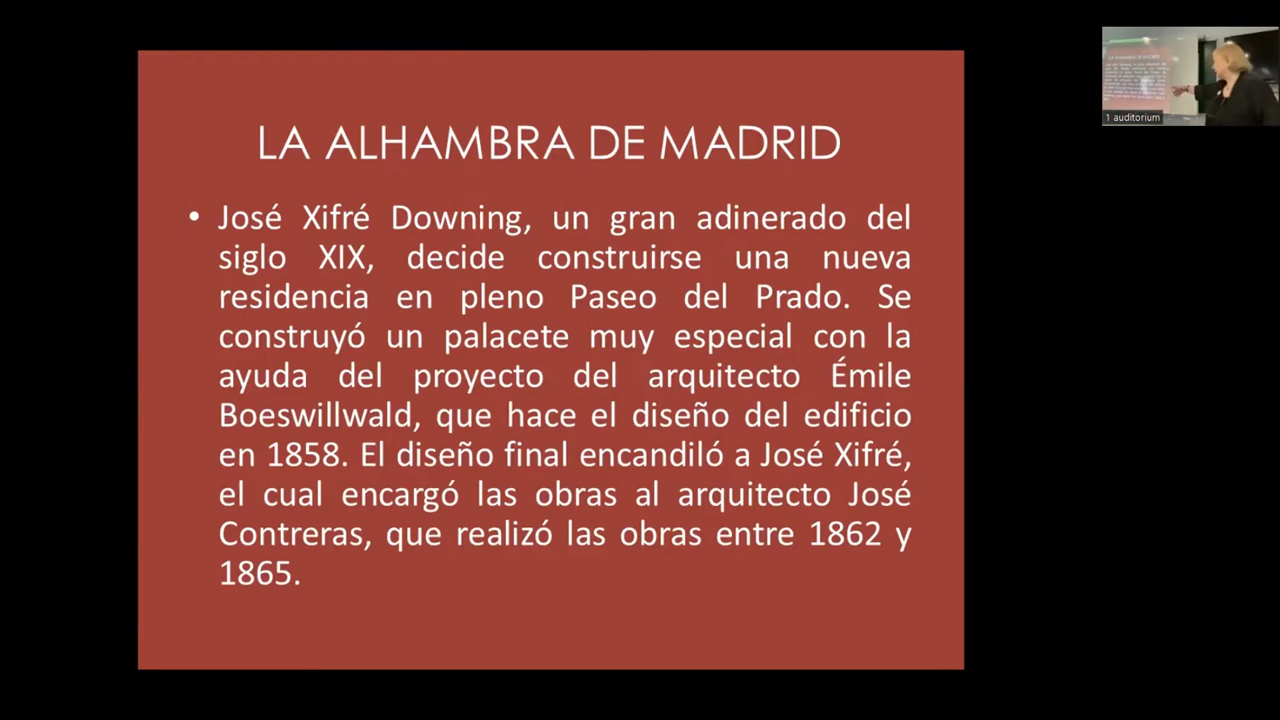 LA ALHAMBRA DE MADRID
• José Xifré Downing, un gran adinerado del
siglo XIX, decide construirse una nueva
residencia en pleno Paseo del Prado. Se
construyó un palacete muy especial con la
ayuda del proyecto del arquitecto Émile
Boeswillwald, que hace el diseño del edificio
en 1858. El diseño final encandiló a José Xifré,
el cual encargó las obras al arquitecto José
Contreras, que realizó las obras entre 1862 y
1865.
1 auditorium